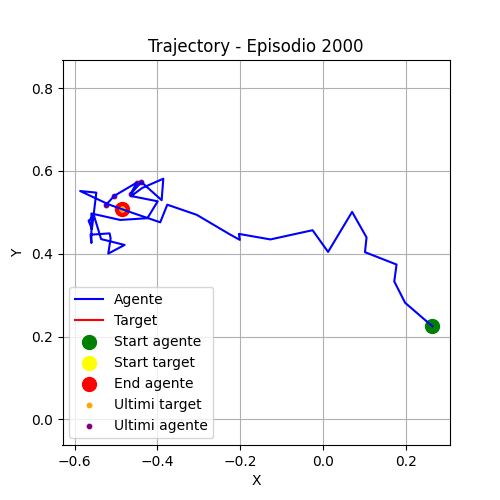 Trajectory - Episodio 2000
0.8
0.6
0.4
0.2
0.0
Y
−0.6
−0.4
−0.2
0.0
0.2
X
Agente
Target
Start agente
Start target
End agente
Ultimi target
Ultimi agente